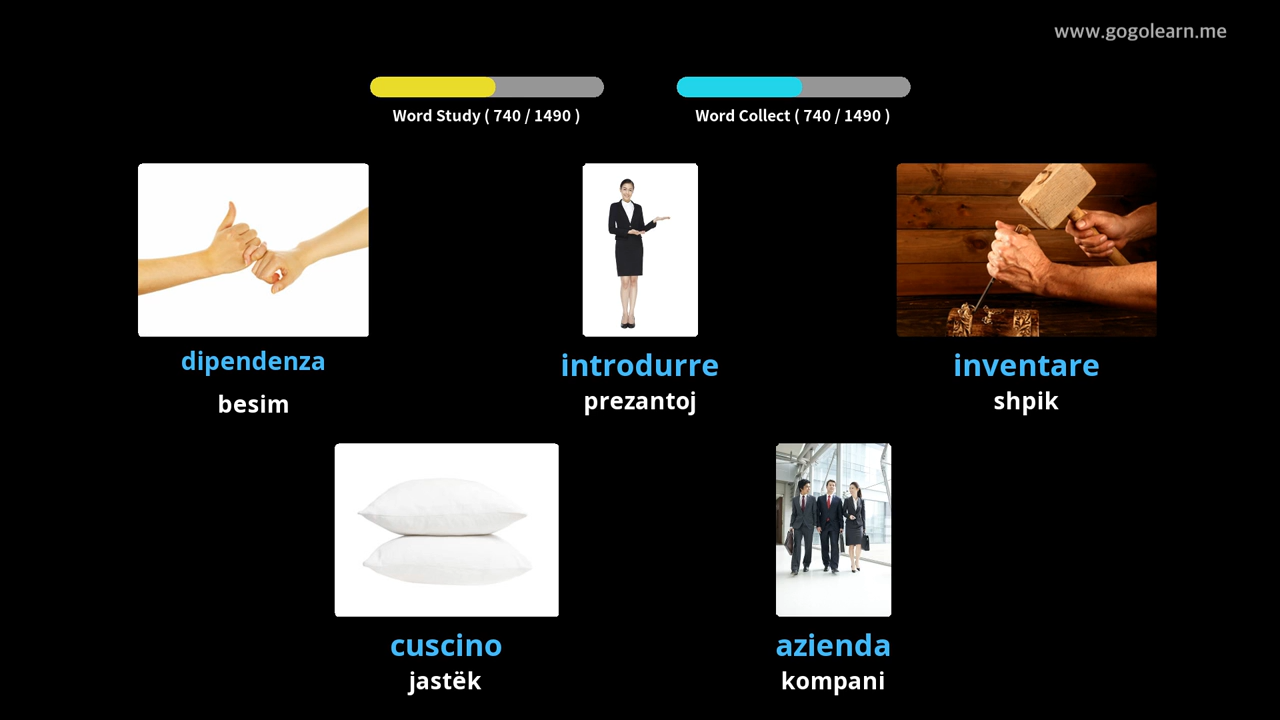 www.gogolearn.me
Word Study ( 740 / 1490 )
Word Collect ( 740 / 1490 )
dipendenza
besim
introdurre
prezantoj
inventare
shpik
cuscino
jastëk
azienda
kompani